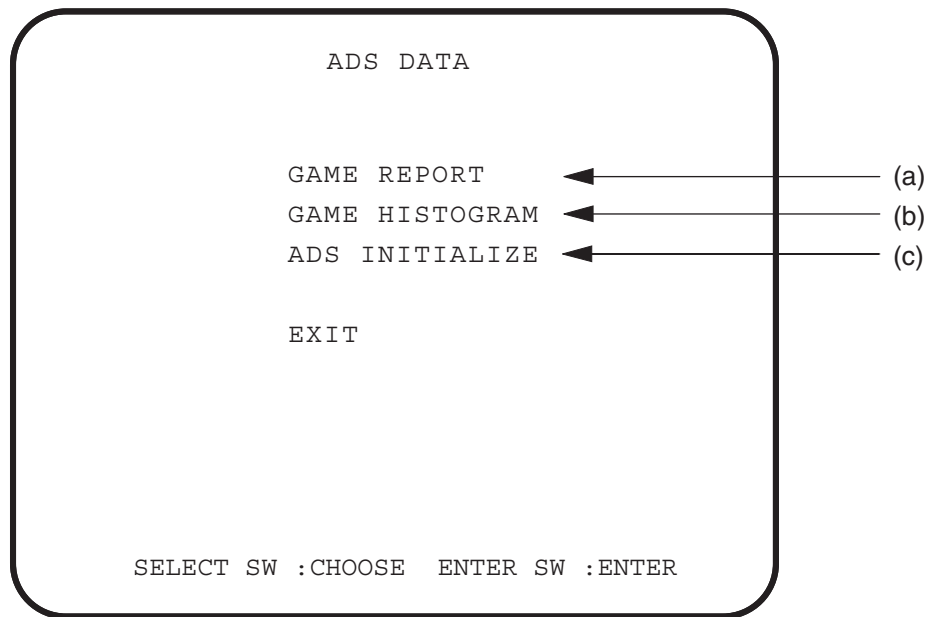 ADS DATA
GAME REPORT (a)
GAME HISTOGRAM (b)
ADS INITIALIZE (c)
EXIT
SELECT SW :CHOOSE ENTER SW :ENTER